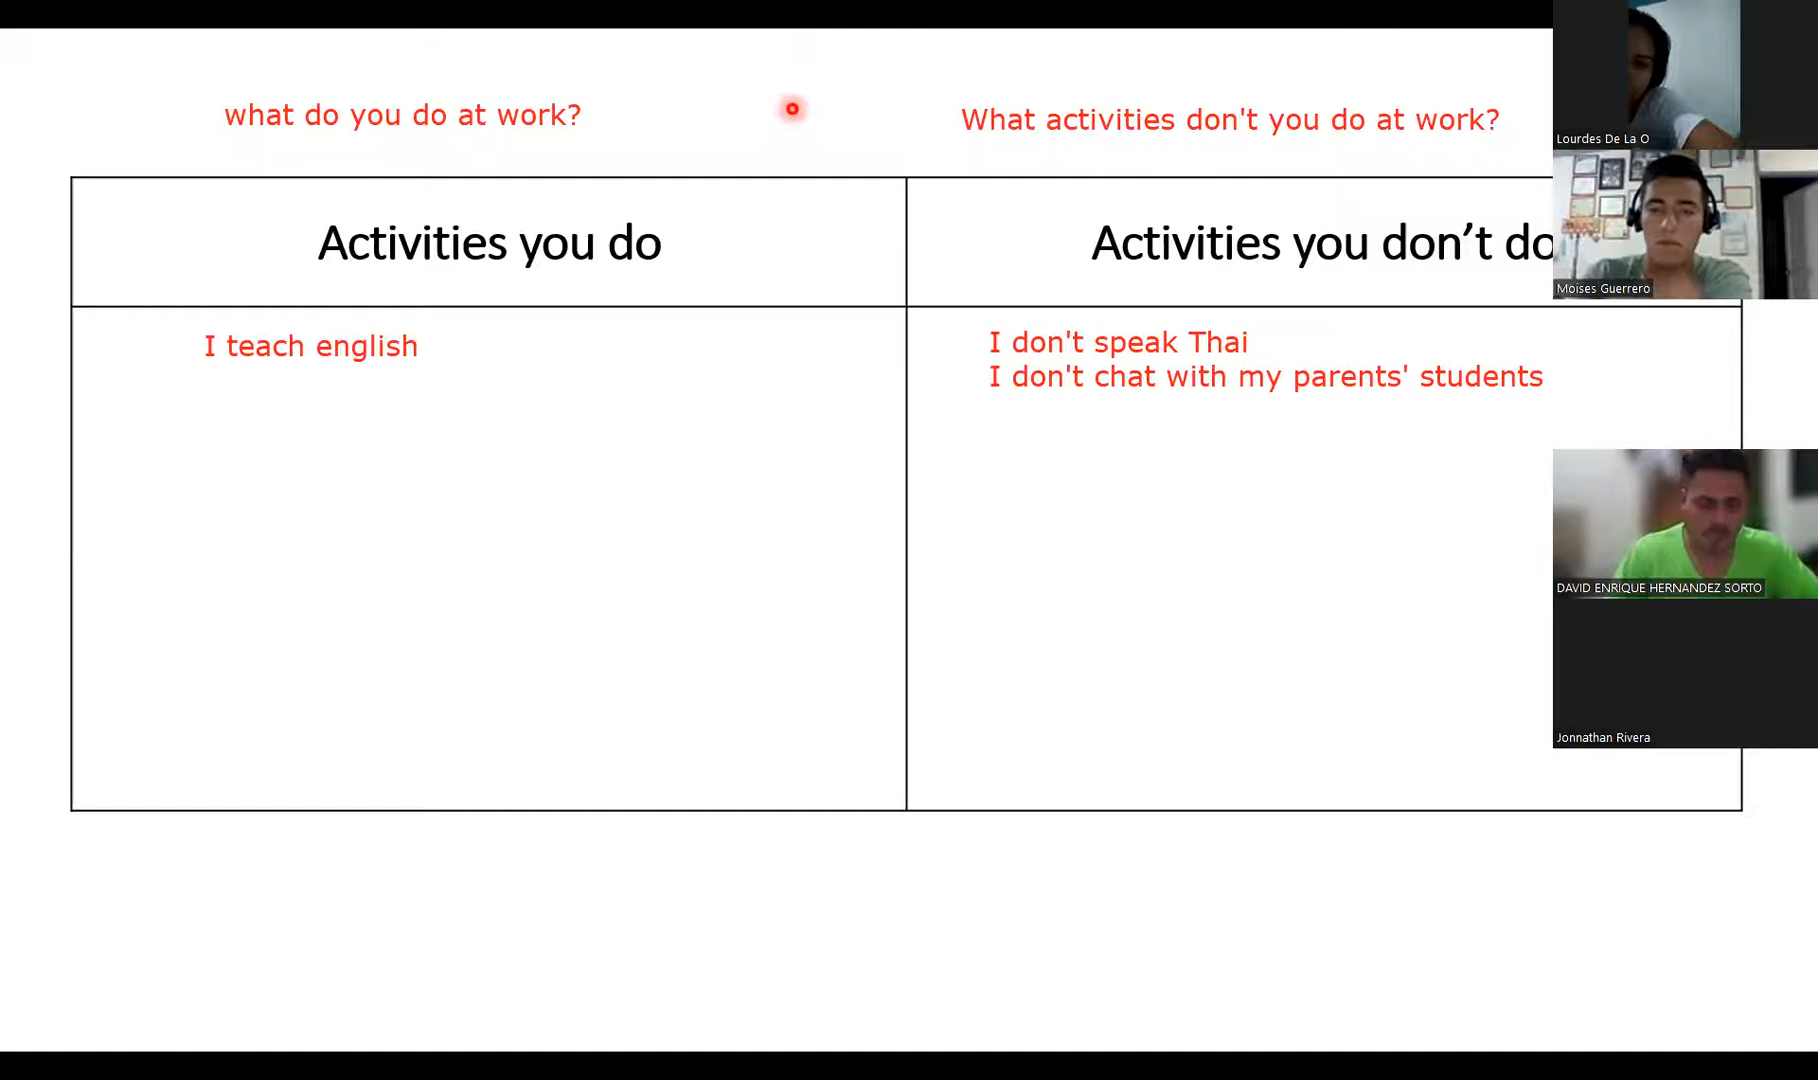 what do you do at work?
What activities don't you do at work?
Activities you do
Activities you don’t do
I teach english
I don't speak Thai
I don't chat with my parents' students
Lourdes De La O
Moises Guerrero
DAVID ENRIQUE HERNANDEZ SORTO
Jonnathan Rivera